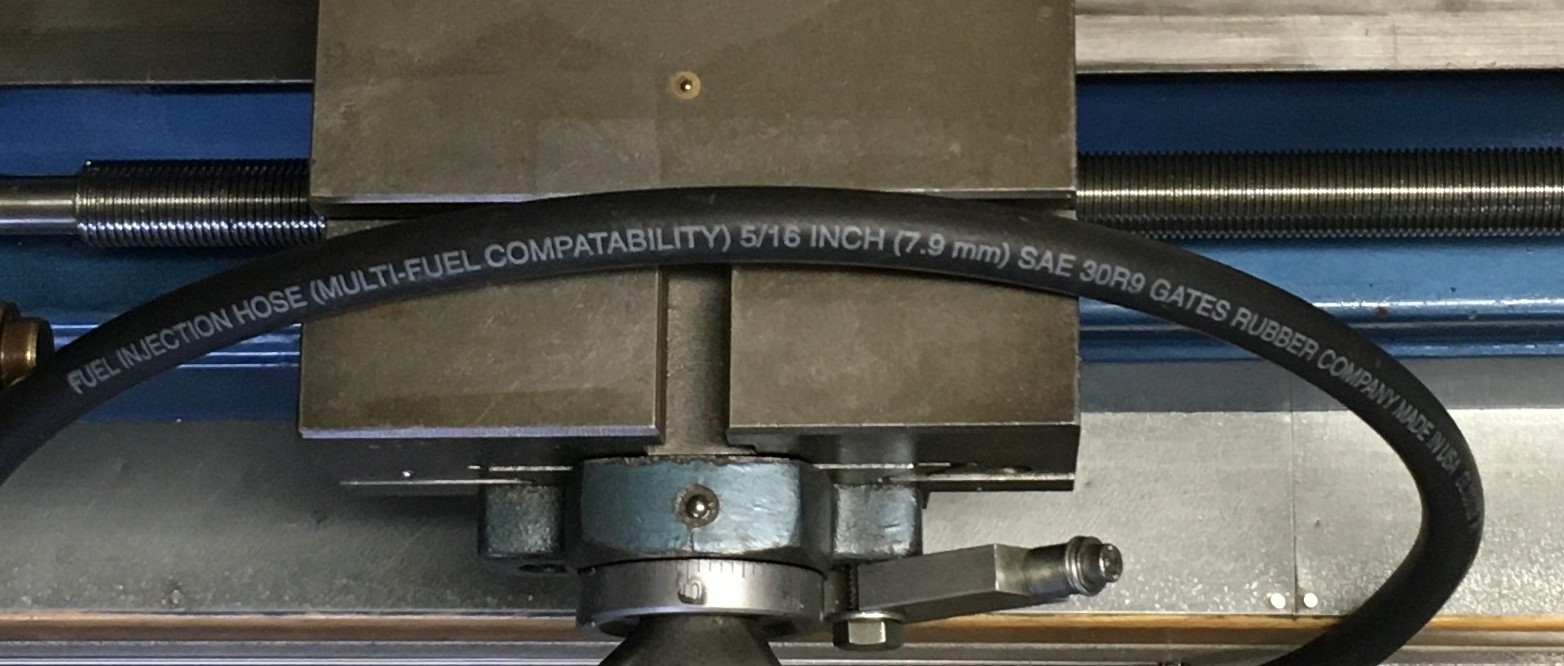 FUEL INJECTION HOSE (MULTI-FUEL COMPATABILITY) 5/16 INCH (7.9 mm) SAE 30R9 GATES RUBBER COMPANY MADE IN USA
0